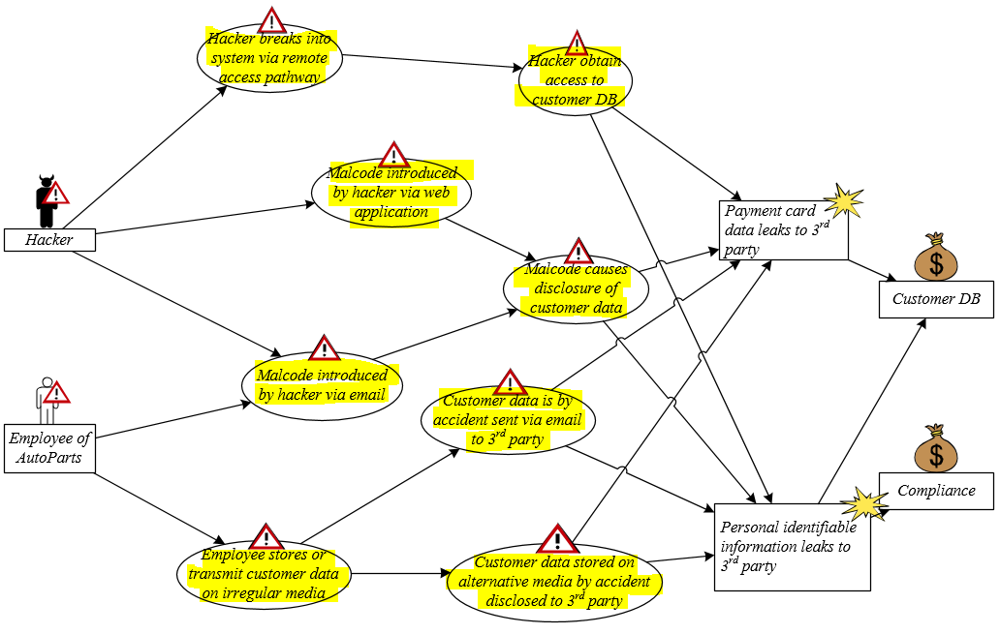 Hacker breaks into
system via remote
access pathway
Hacker obtain
access to
customer DB
Malcode introduced
by hacker via web
application
Hacker
Payment card
data leaks to 3rd
party
Malcode causes
disclosure of
customer data
Customer DB
Malcode introduced
by hacker via email
Customer data is by
accident sent via email
to 3rd party
Employee of
AutoParts
Compliance
Personal identifiable
information leaks to
3rd party
Employee stores or
transmit customer data
on irregular media
Customer data stored on
alternative media by accident
disclosed to 3rd party